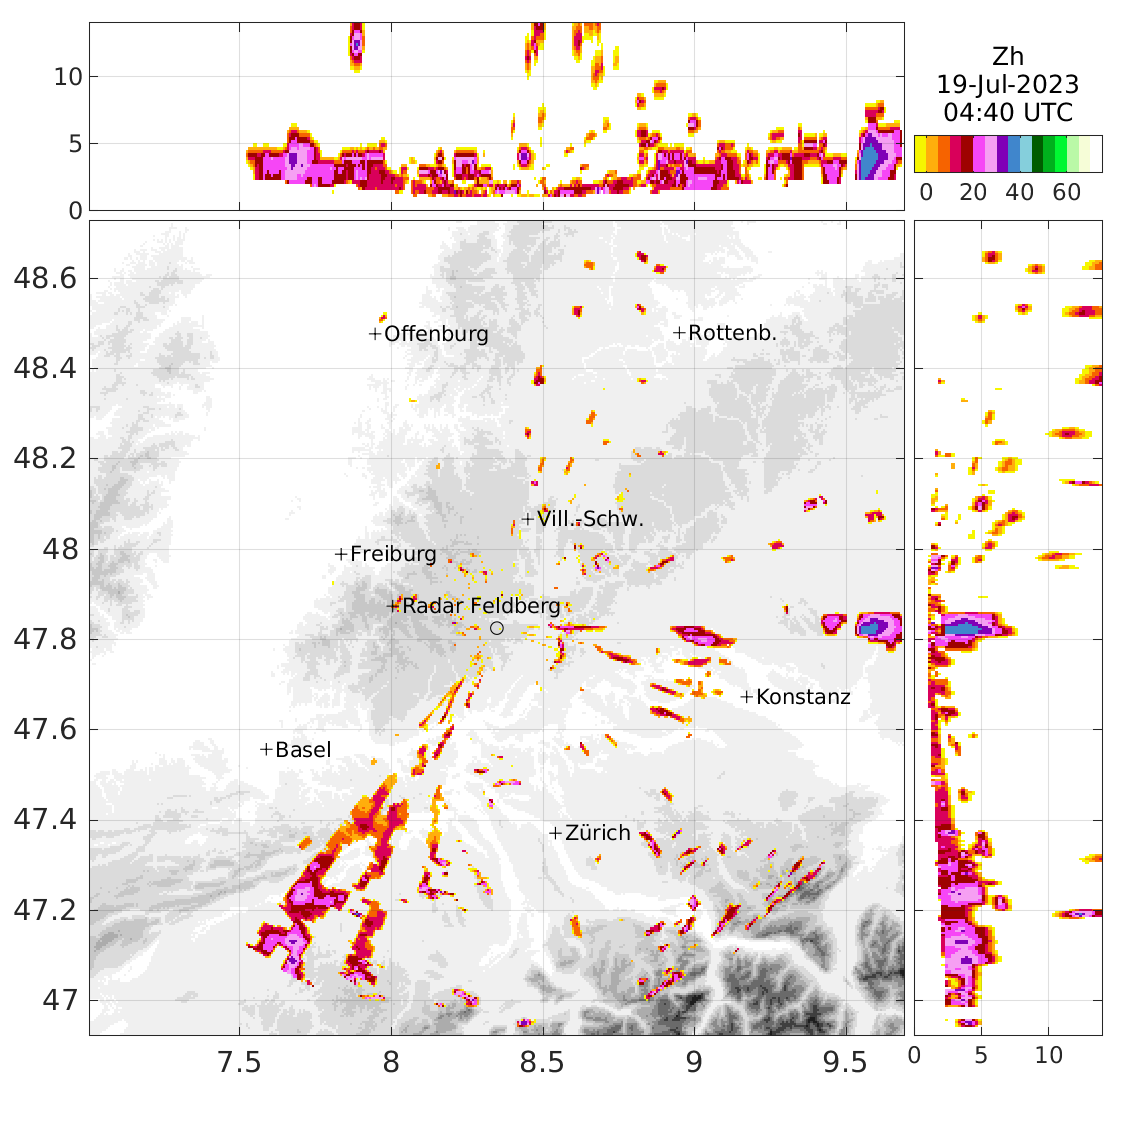 10
5
0
Zh
19-Jul-2023
04:40 UTC
0 20 40 60
48.6
48.4
48.2
48
47.8
47.6
47.4
47.2
47
+Offenburg
+Rottenb.
+Vill.-Schw.
+Freiburg
+Radar Feldberg
+Konstanz
+Basel
+Zürich
7.5 8 8.5 9 9.5
0 5 10